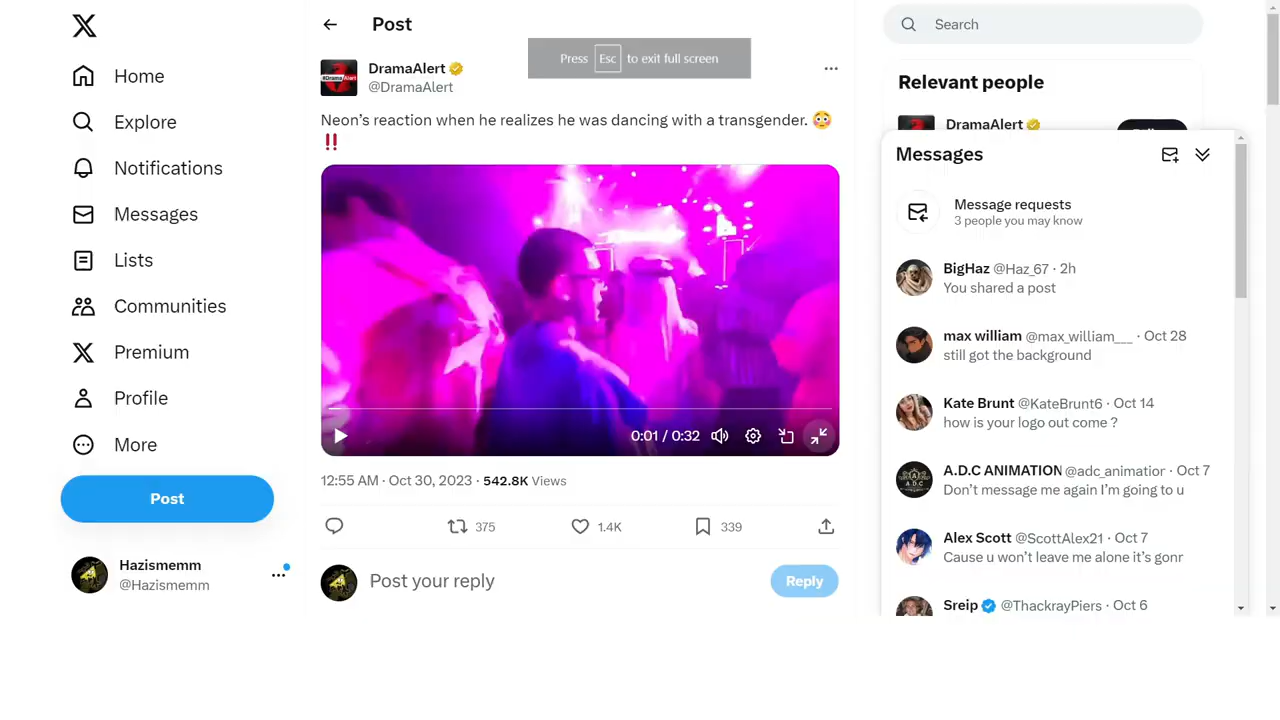 Home
Explore
Notifications
Messages
Lists
Communities
Premium
Profile
More
Post
Hazismemm
@Hazismemm
Post
Press Esc to exit full screen
DramaAlert
@DramaAlert
Neon’s reaction when he realizes he was dancing with a transgender. 😳
‼️
0:01 / 0:32
12:55 AM · Oct 30, 2023 · 542.8K Views
375
1.4K
339
Post your reply
Reply
Search
Relevant people
DramaAlert
Messages
Message requests
3 people you may know
BigHaz @Haz_67 · 2h
You shared a post
max william @max_william___ · Oct 28
still got the background
Kate Brunt @KateBrunt6 · Oct 14
how is your logo out come ?
A.D.C ANIMATION @adc_animatior · Oct 7
Don’t message me again I’m going to u
Alex Scott @ScottAlex21 · Oct 7
Cause u won’t leave me alone it’s gonr
Sreip @ThackrayPiers · Oct 6